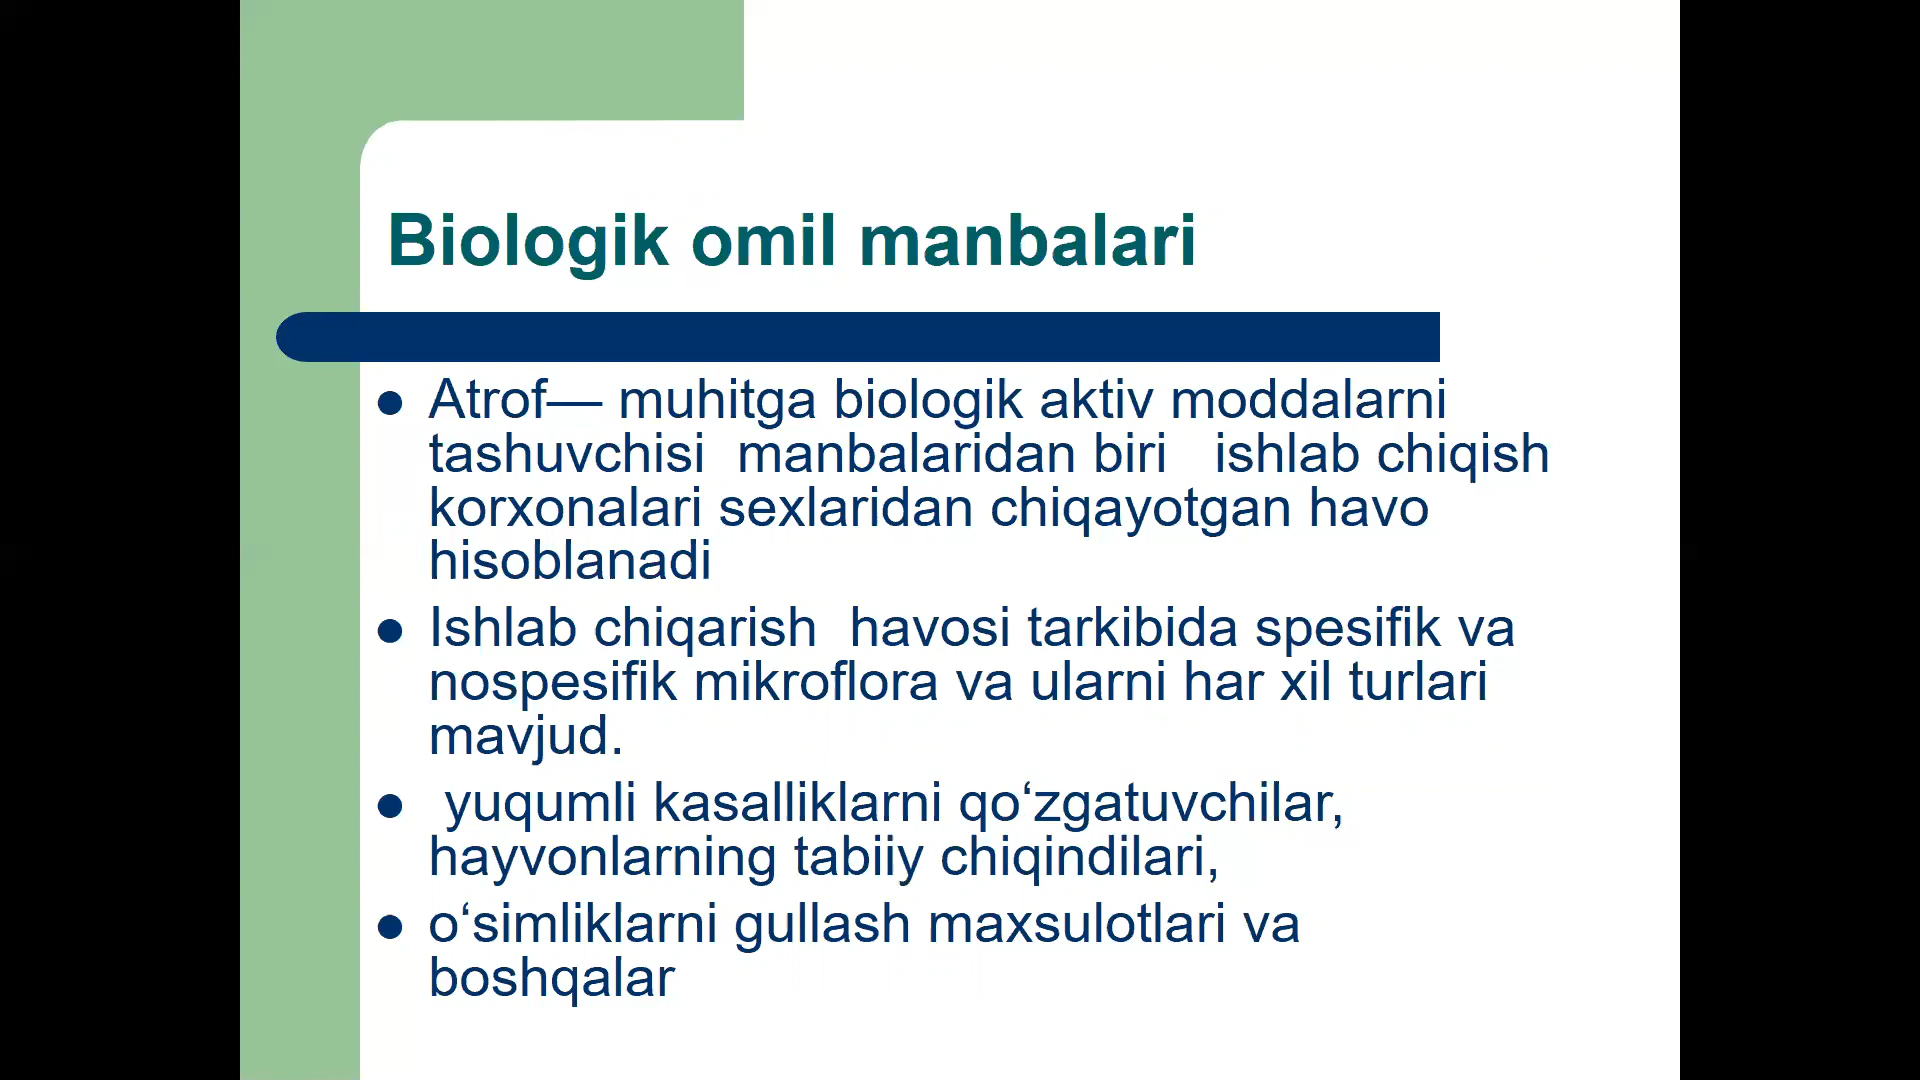 Biologik omil manbalari
● Atrof— muhitga biologik aktiv moddalarni
tashuvchisi  manbalaridan biri   ishlab chiqish
korxonalari sexlaridan chiqayotgan havo
hisoblanadi
● Ishlab chiqarish  havosi tarkibida spesifik va
nospesifik mikroflora va ularni har xil turlari
mavjud.
● yuqumli kasalliklarni qo‘zgatuvchilar,
hayvonlarning tabiiy chiqindilari,
● o‘simliklarni gullash maxsulotlari va
boshqalar